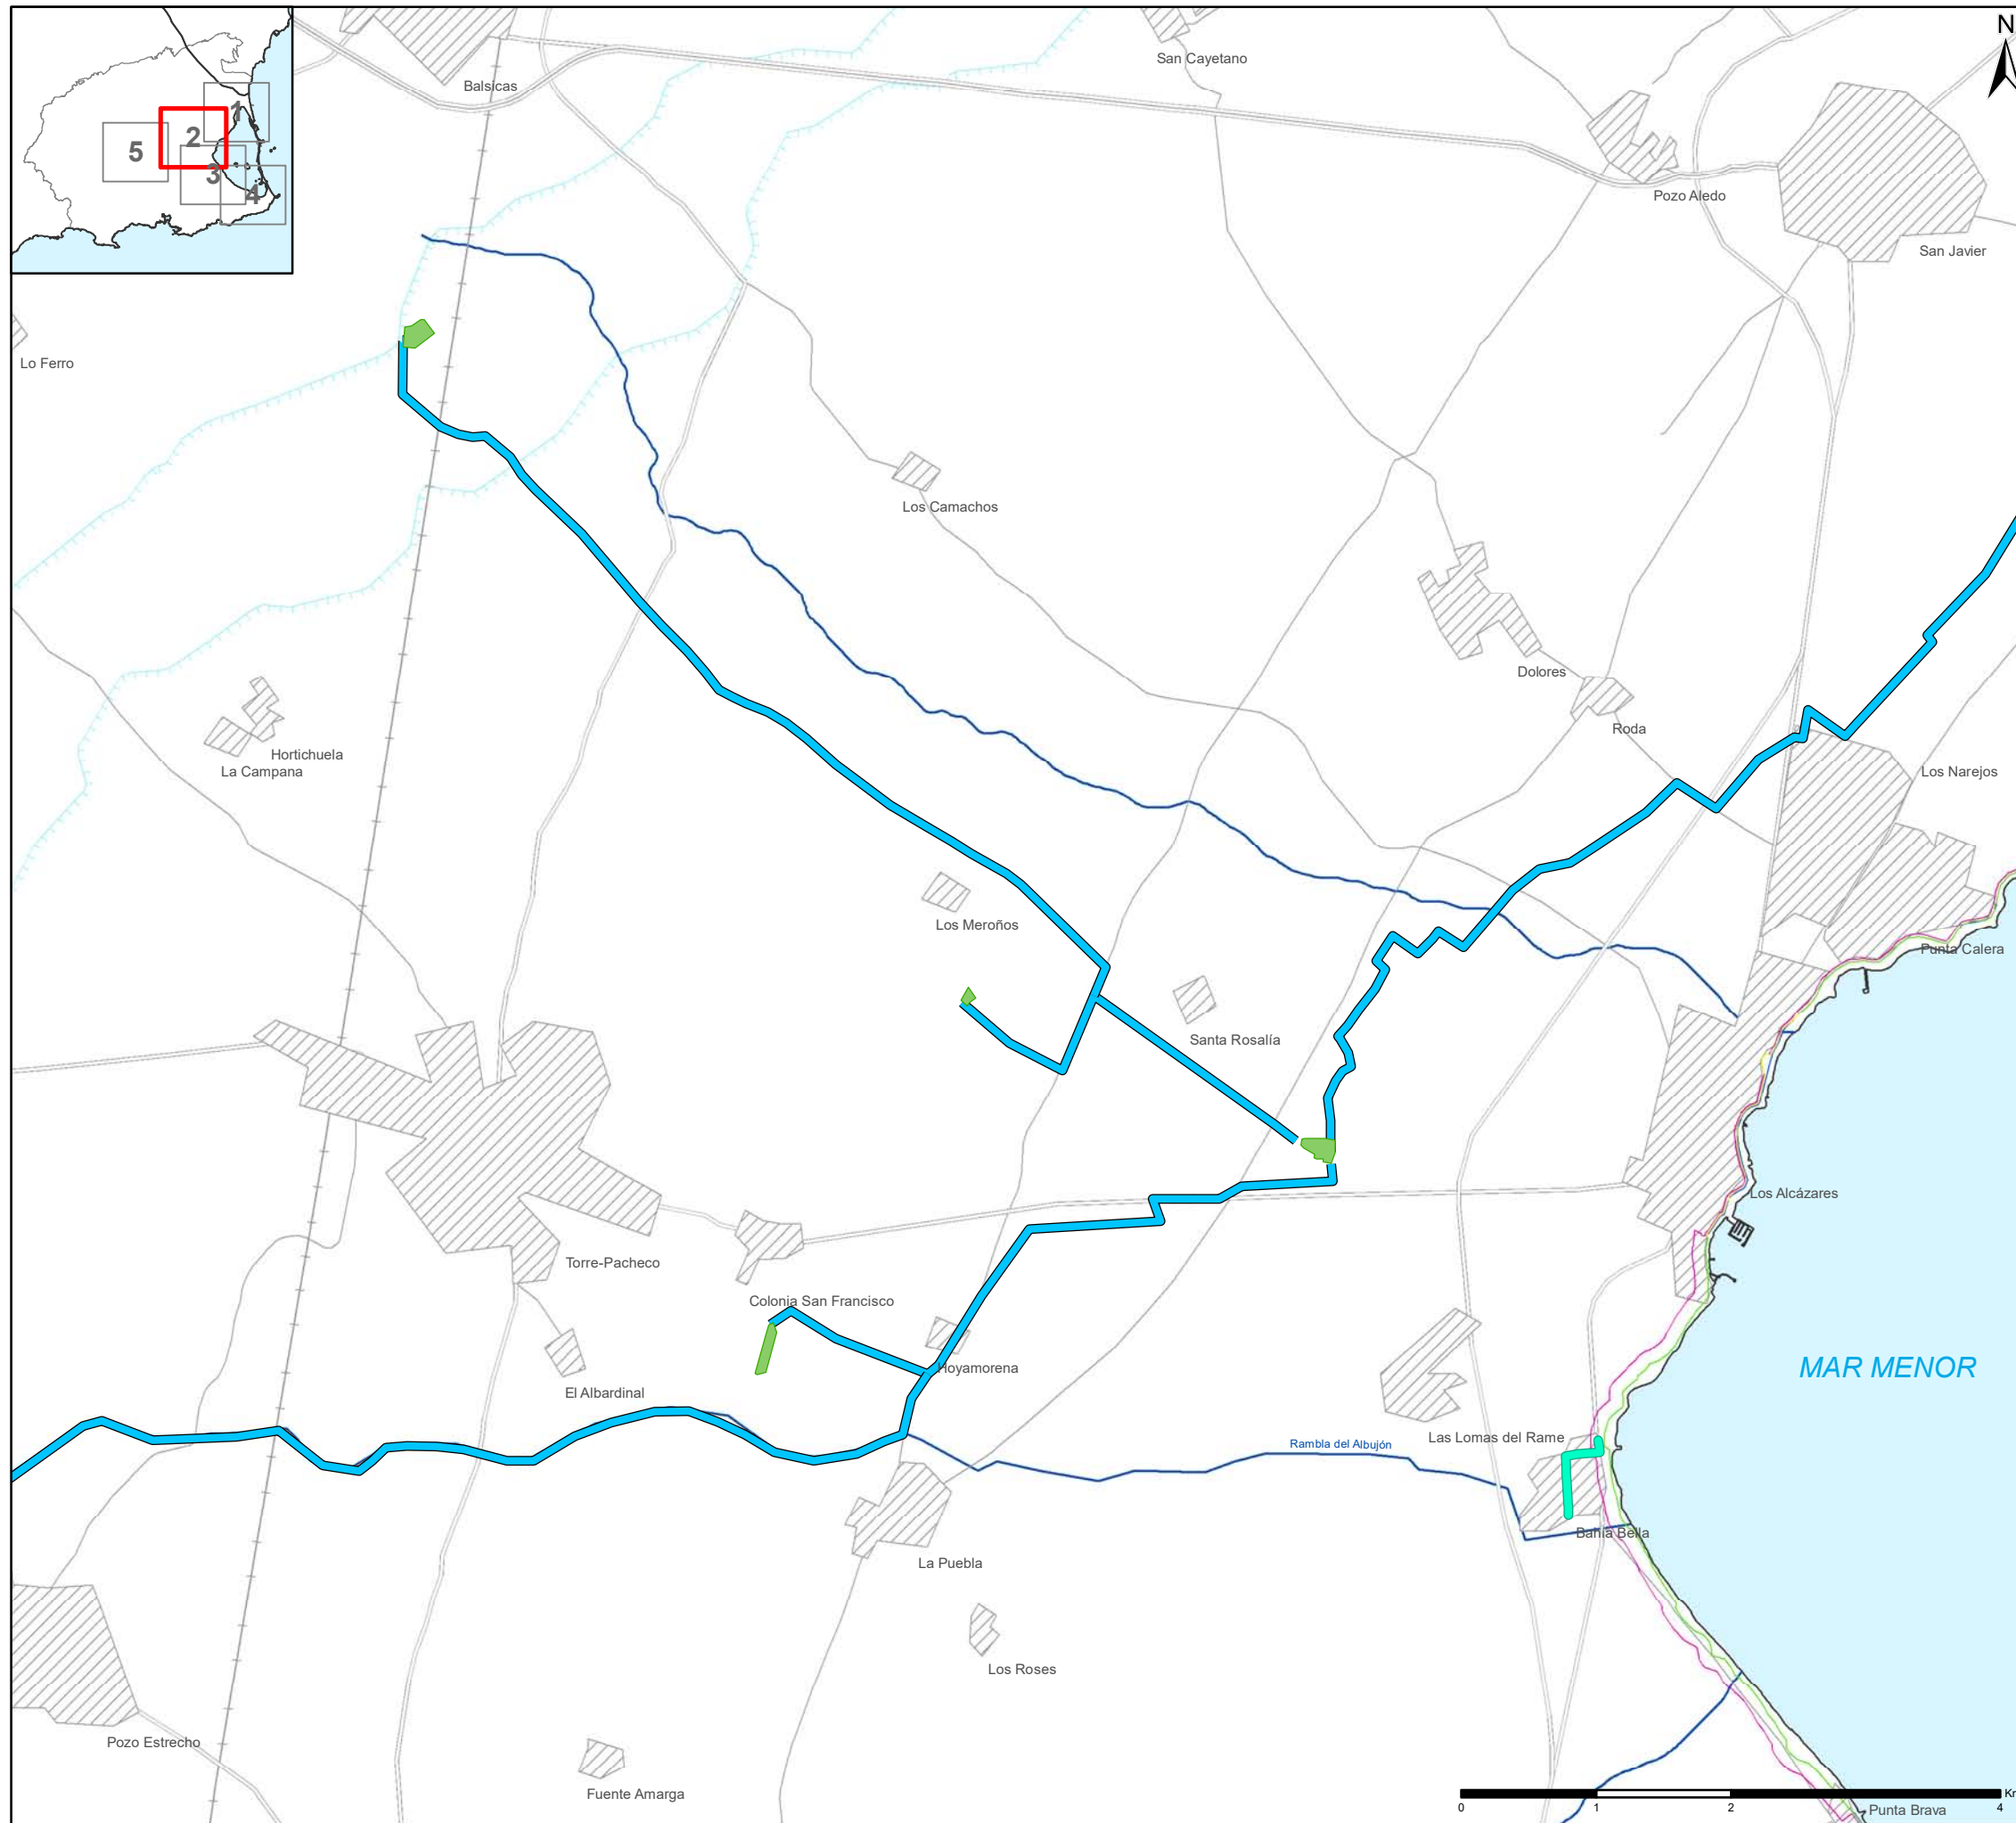 N
San Cayetano
Balsicas
1
2
5
3
4
Pozo Aledo
San Javier
Lo Ferro
Los Camachos
Dolores
Roda
Hortichuela
La Campana
Los Narejos
Los Meroños
Punta Calera
Santa Rosalía
Los Alcázares
Torre-Pacheco
Colonia San Francisco
Hoyamorena
MAR MENOR
El Albardinal
Las Lomas del Rame
Rambla del Albujón
Bahía Bella
La Puebla
Los Roses
Pozo Estrecho
Fuente Amarga
Km
0 1 2 4
Punta Brava